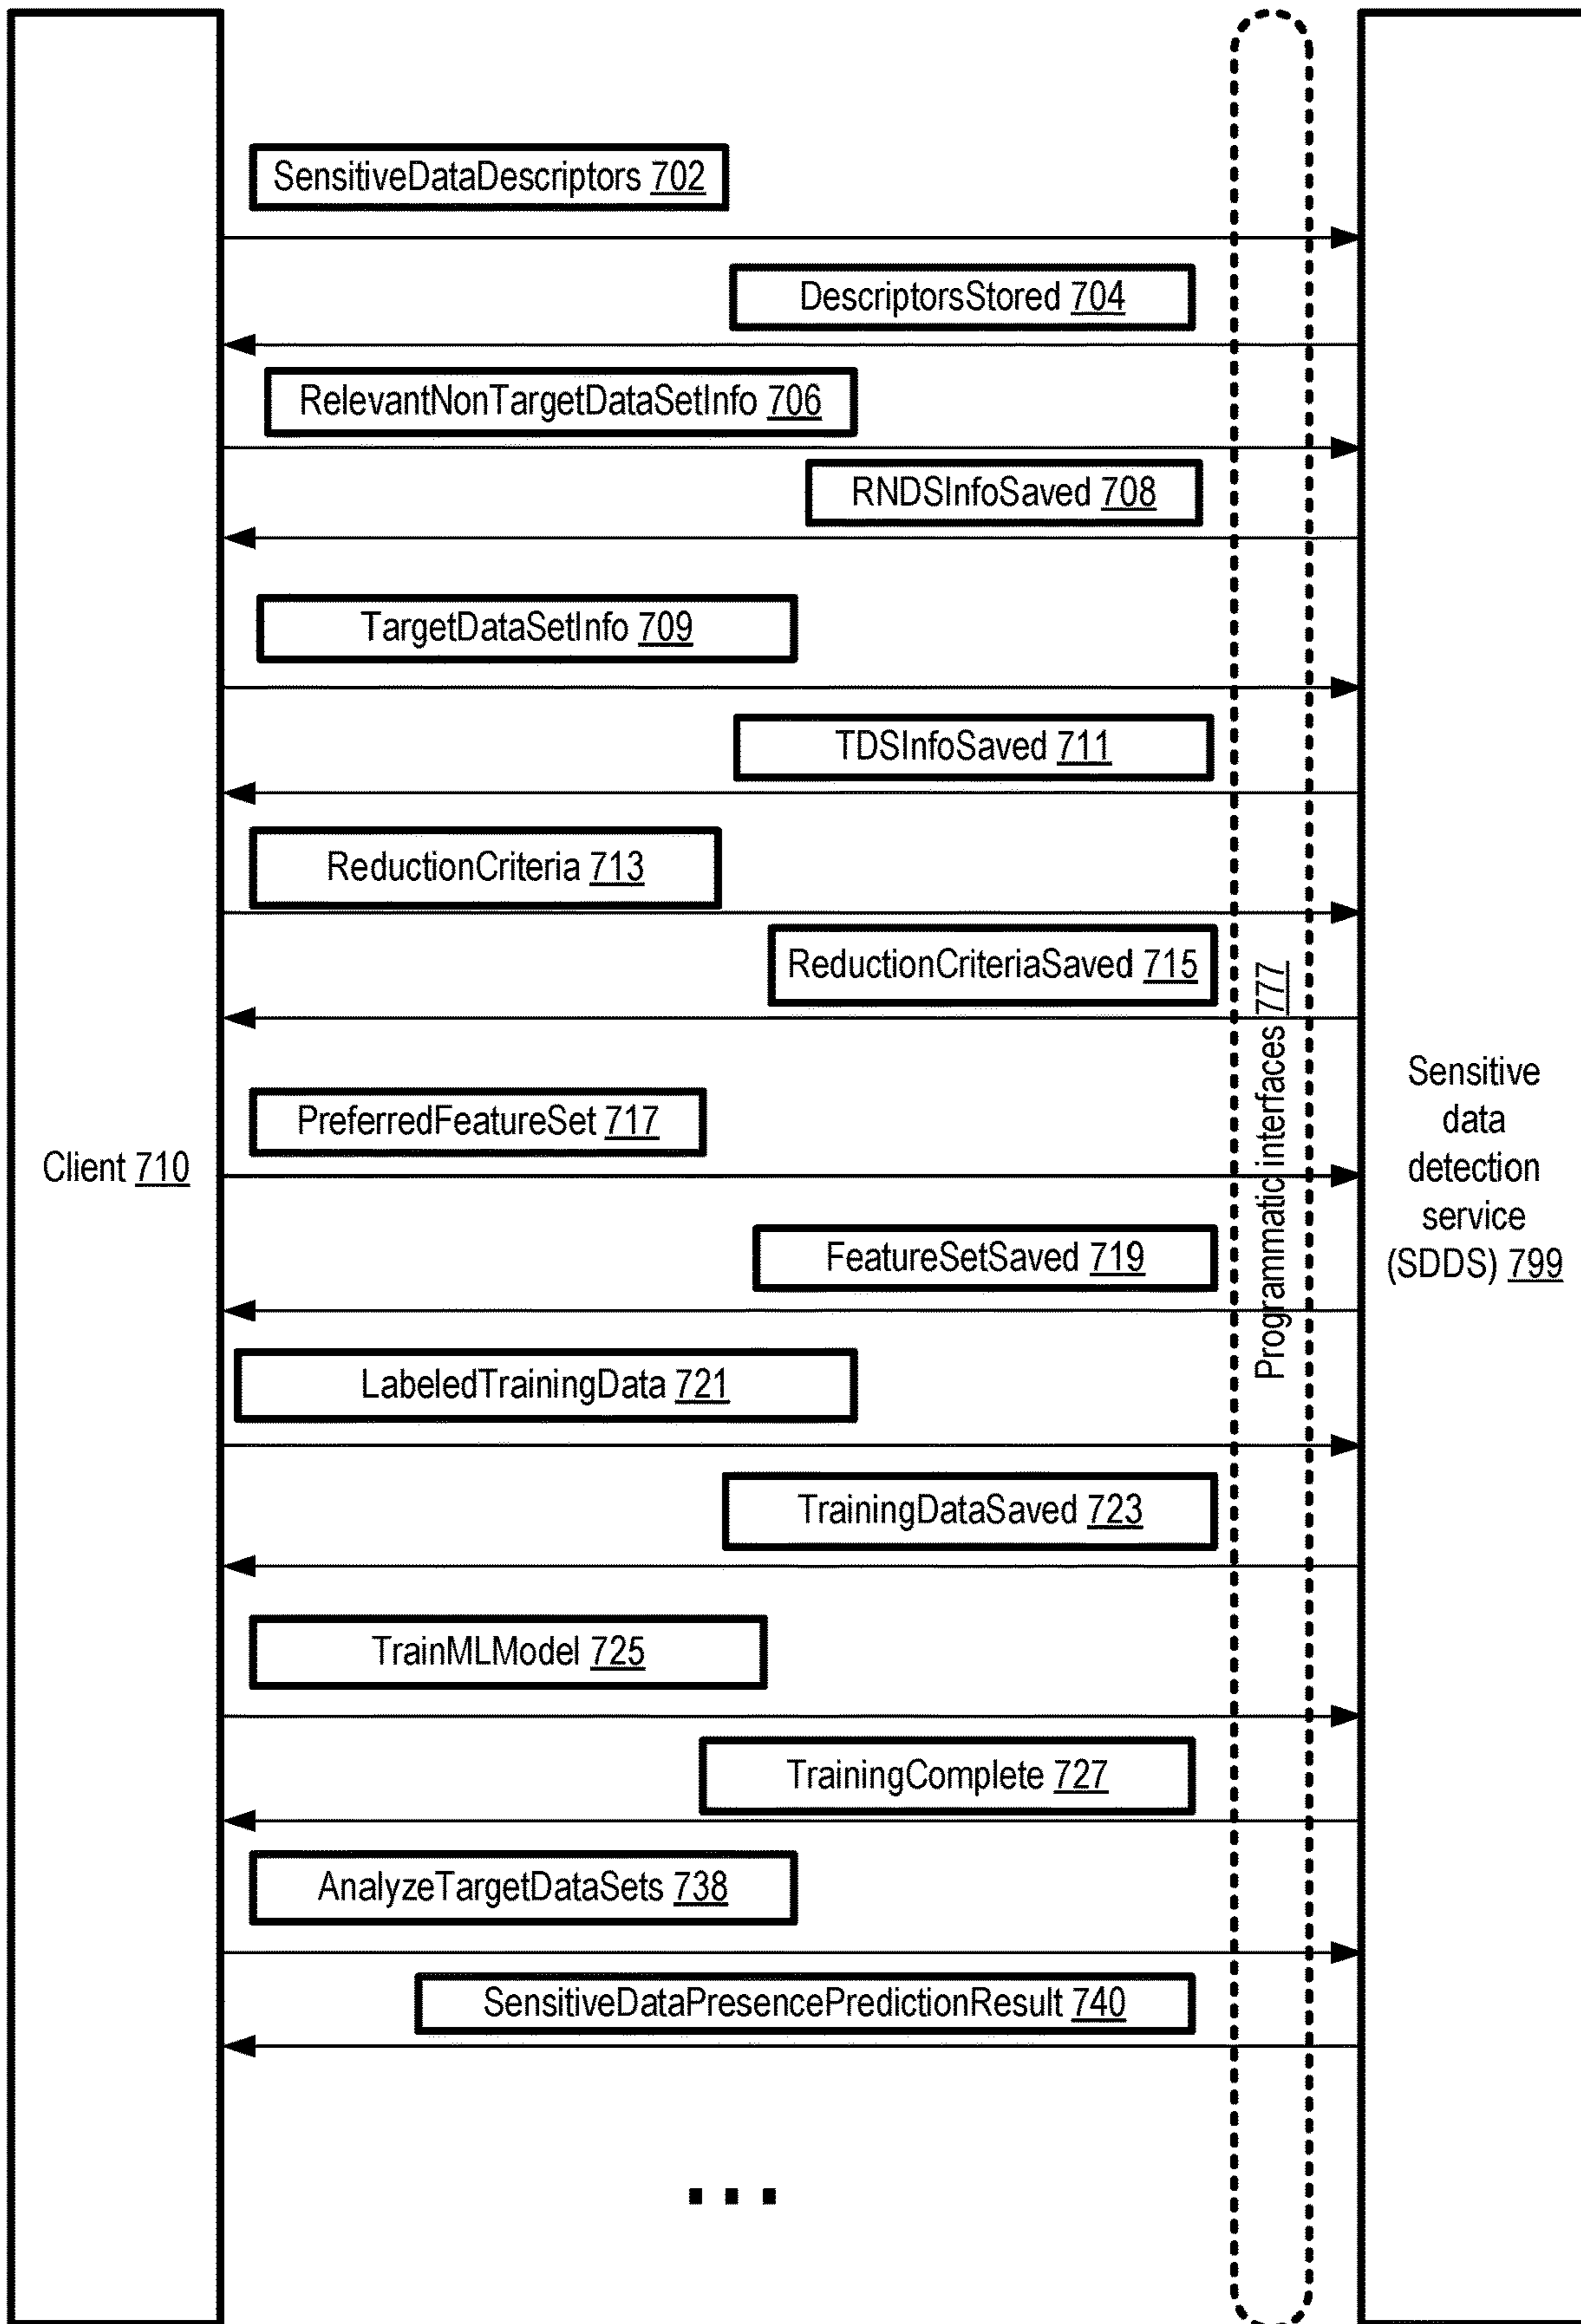 SensitiveDataDescriptors 702
DescriptorsStored 704
RelevantNonTargetDataSetInfo 706
RNDSInfoSaved 708
TargetDataSetInfo 709
TDSInfoSaved 711
ReductionCriteria 713
ReductionCriteriaSaved 715
PreferredFeatureSet 717
Client 710
FeatureSetSaved 719
LabeledTrainingData 721
TrainingDataSaved 723
TrainMLModel 725
TrainingComplete 727
AnalyzeTargetDataSets 738
SensitiveDataPresencePredictionResult 740
...
Programmatic interfaces 777
Sensitive
data
detection
service
(SDDS) 799